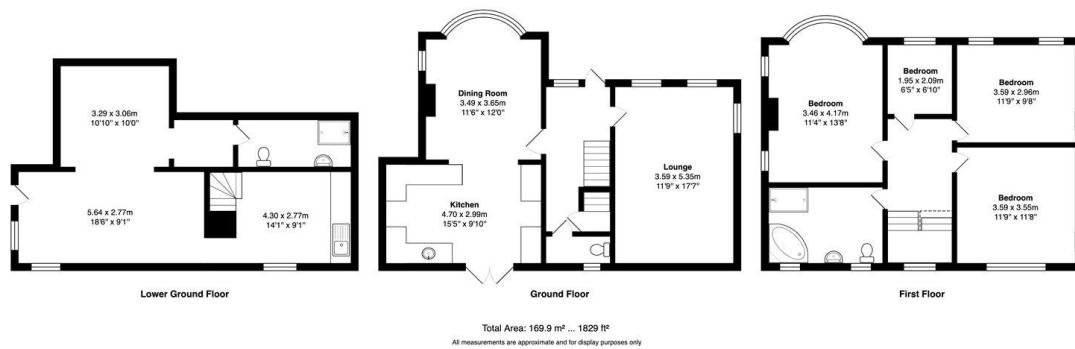 3.29 x 3.06m
10'10" x 10'0"
5.64 x 2.77m
18'6" x 9'1"
4.30 x 2.77m
14'1" x 9'1"
Lower Ground Floor
Dining Room
3.49 x 3.65m
11'6" x 12'0"
Kitchen
4.70 x 2.99m
15'5" x 9'10"
Lounge
3.59 x 5.35m
11'9" x 17'7"
Ground Floor
Bedroom
3.46 x 4.17m
11'4" x 13'8"
Bedroom
1.95 x 2.09m
6'5" x 6'10"
Bedroom
3.59 x 2.96m
11'9" x 9'8"
Bedroom
3.59 x 3.55m
11'9" x 11'8"
First Floor
Total Area: 169.9 m² ... 1829 ft²
All measurements are approximate and for display purposes only